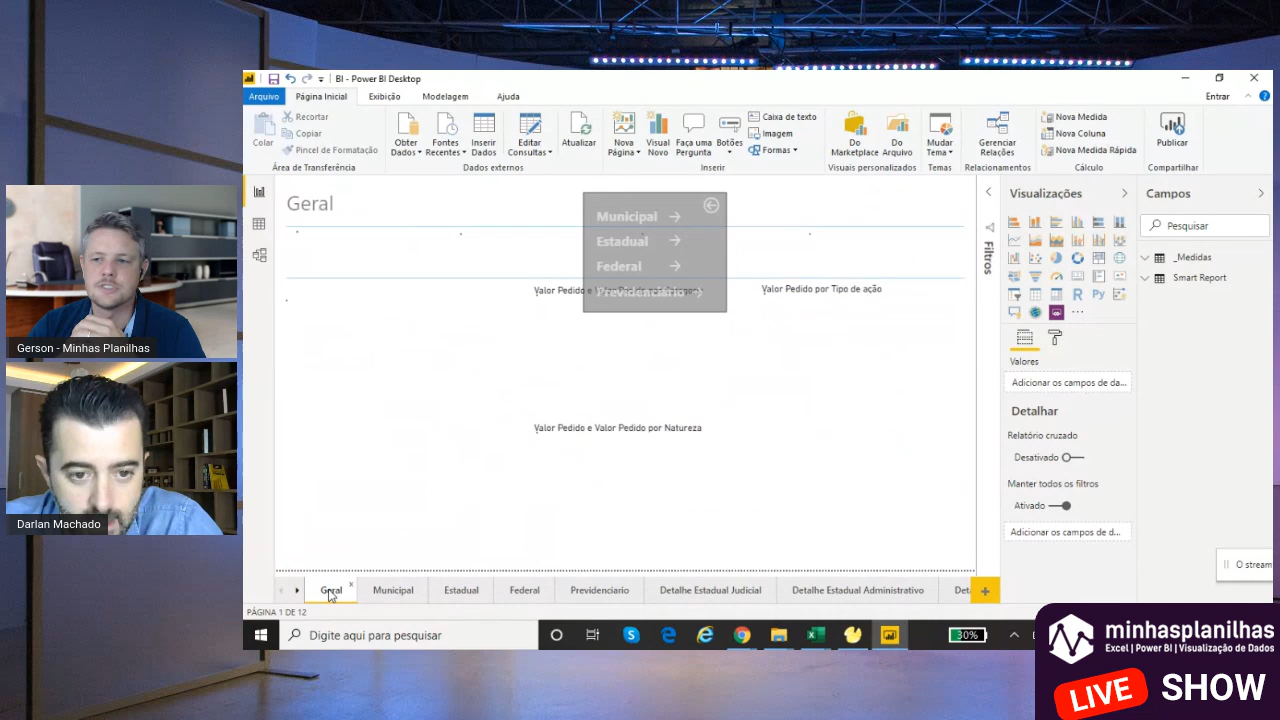 BI - Power BI Desktop
Arquivo
Página Inicial
Exibição
Modelagem
Ajuda
Entrar
Colar
Recortar
Copiar
Pincel de Formatação
Área de Transferência
Obter Dados
Fontes Recentes
Inserir Dados
Editar Consultas
Atualizar
Dados externos
Nova Página
Visual Novo
Faça uma Pergunta
Botões
Caixa de texto
Imagem
Formas
Inserir
Do Marketplace
Do Arquivo
Visuais personalizados
Mudar Tema
Temas
Gerenciar Relações
Relacionamentos
Nova Medida
Nova Coluna
Nova Medida Rápida
Cálculo
Publicar
Compartilhar
Geral
Municipal
Estadual
Federal
Previdenciário
Valor Pedido
Valor Pedido por Tipo de ação
Valor Pedido e Valor Pedido por Natureza
Filtros
Visualizações
R
Py
Valores
Adicionar os campos de da...
Detalhar
Relatório cruzado
Desativado
Manter todos os filtros
Ativado
Adicionar os campos de d...
Campos
Pesquisar
_Medidas
Smart Report
O stream
Geral
Municipal
Estadual
Federal
Previdenciário
Detalhe Estadual Judicial
Detalhe Estadual Administrativo
PÁGINA 1 DE 12
Digite aqui para pesquisar
30%
Gerson - Minhas Planilhas
Darlan Machado
minhasplanilhas
Excel | Power BI | Visualização de Dados
LIVE SHOW